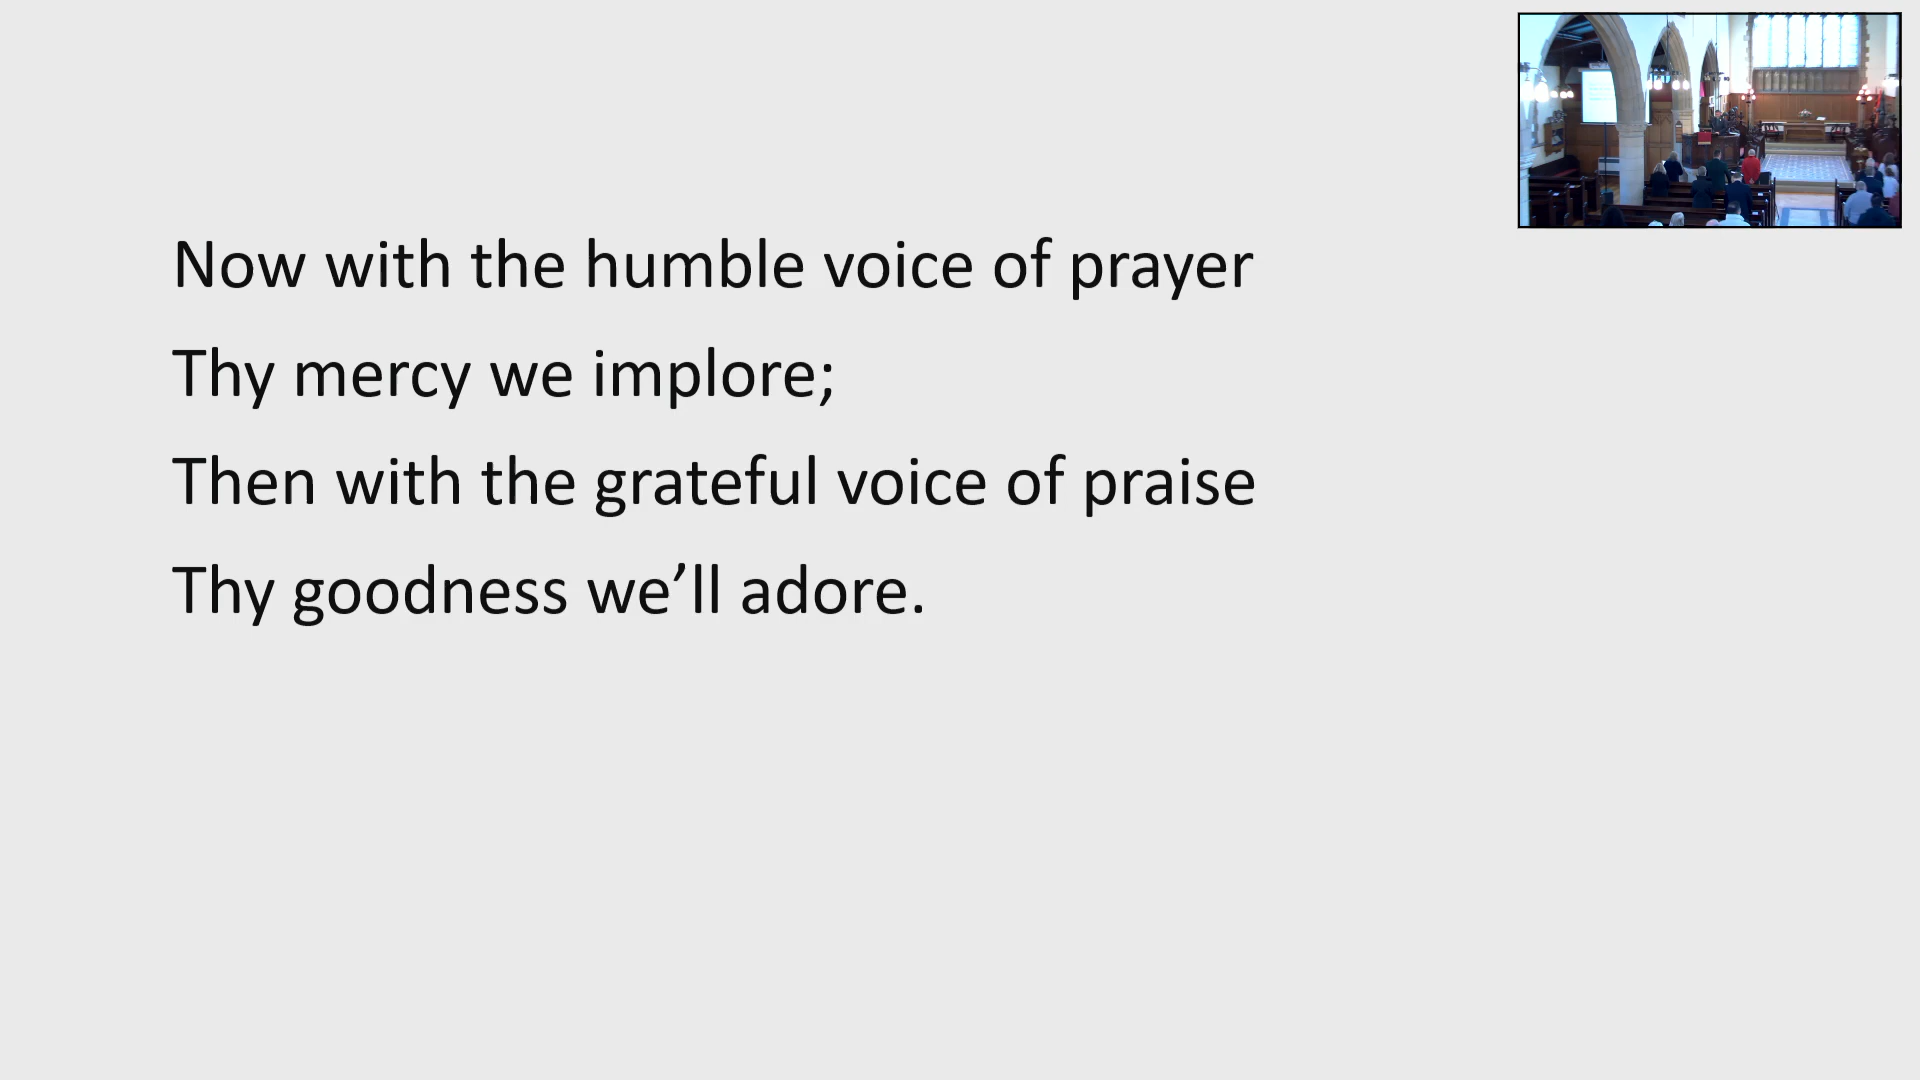 Now with the humble voice of prayer
Thy mercy we implore;
Then with the grateful voice of praise
Thy goodness we’ll adore.